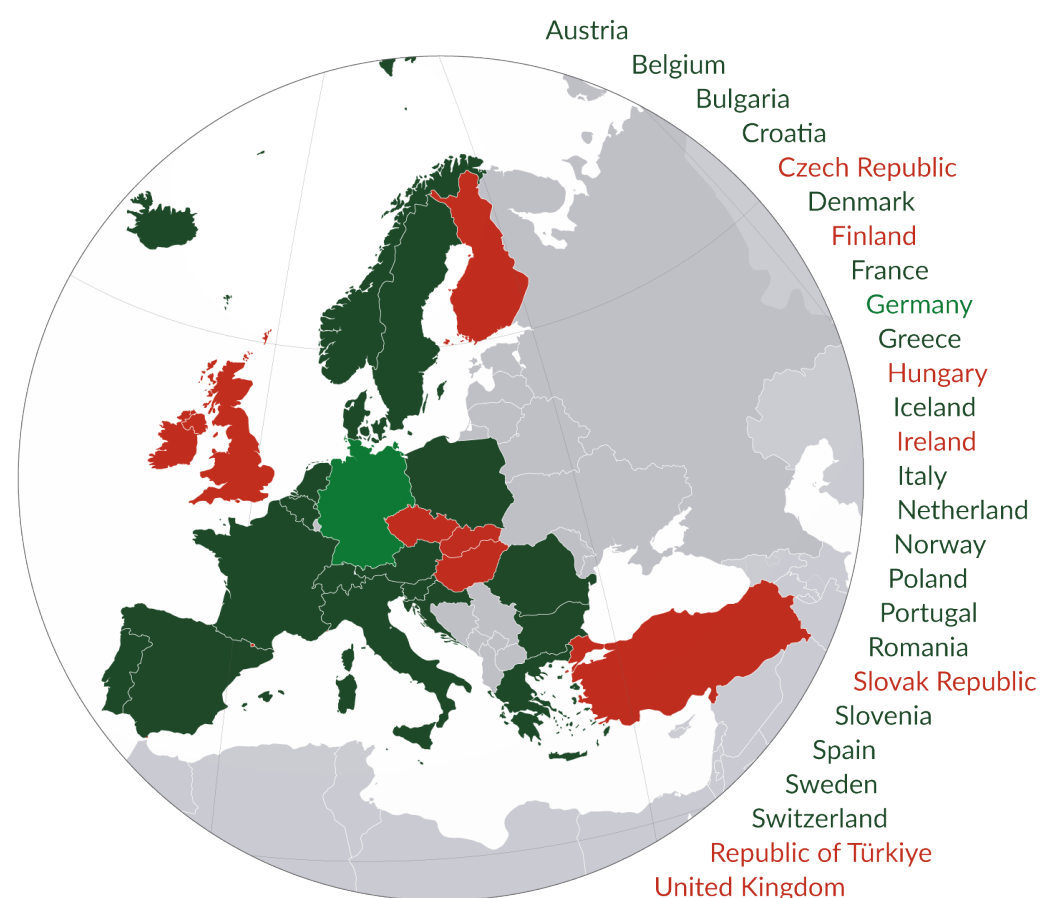 Austria
Belgium
Bulgaria
Croatia
Czech Republic
Denmark
Finland
France
Germany
Greece
Hungary
Iceland
Ireland
Italy
Netherland
Norway
Poland
Portugal
Romania
Slovak Republic
Slovenia
Spain
Sweden
Switzerland
Republic of Türkiye
United Kingdom